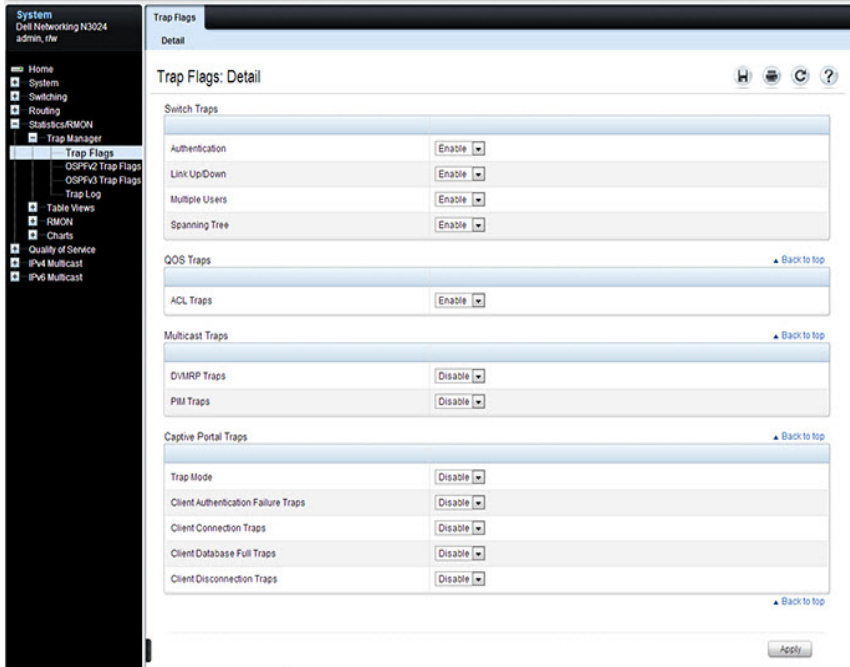 System
Dell Networking N3024
admin, r/w
Home
System
Switching
Routing
Statistics/RMON
Trap Manager
Trap Flags
OSPFv2 Trap Flags
OSPFv3 Trap Flags
Trap Log
Table Views
RMON
Charts
Quality of Service
IPv4 Multicast
IPv6 Multicast
Trap Flags
Detail
Trap Flags: Detail
Switch Traps
Authentication Enable
Link Up/Down Enable
Multiple Users Enable
Spanning Tree Enable
QOS Traps Back to top
ACL Traps Enable
Multicast Traps Back to top
DVMRP Traps Disable
PIM Traps Disable
Captive Portal Traps Back to top
Trap Mode Disable
Client Authentication Failure Traps Disable
Client Connection Traps Disable
Client Database Full Traps Disable
Client Disconnection Traps Disable
Back to top
Apply